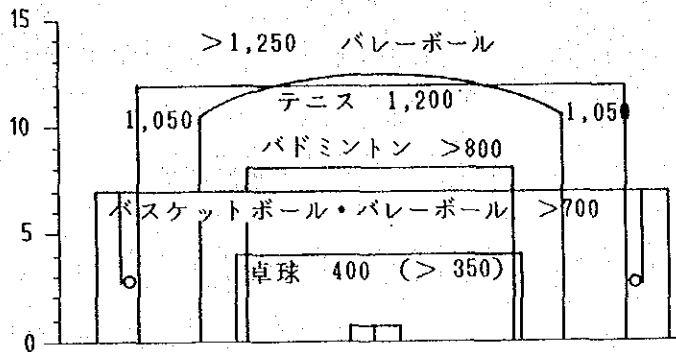 15
>1,250 バレーボール
テニス 1,200
1,050
1,050
10
バドミントン >800
バスケットボール・バレーボール >700
5
卓球 400 (> 350)
0